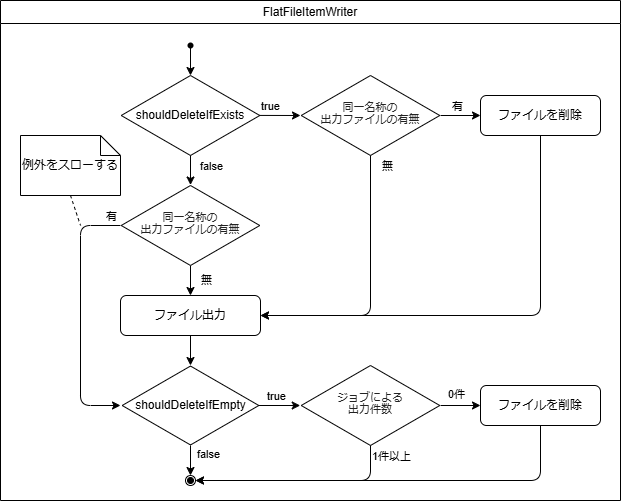 FlatFileItemWriter
shouldDeleteIfExists
true
同一名称の
出力ファイルの有無
有
ファイルを削除
false
無
例外をスローする
有
同一名称の
出力ファイルの有無
無
ファイル出力
shouldDeleteIfEmpty
true
ジョブによる
出力件数
0件
ファイルを削除
false
1件以上